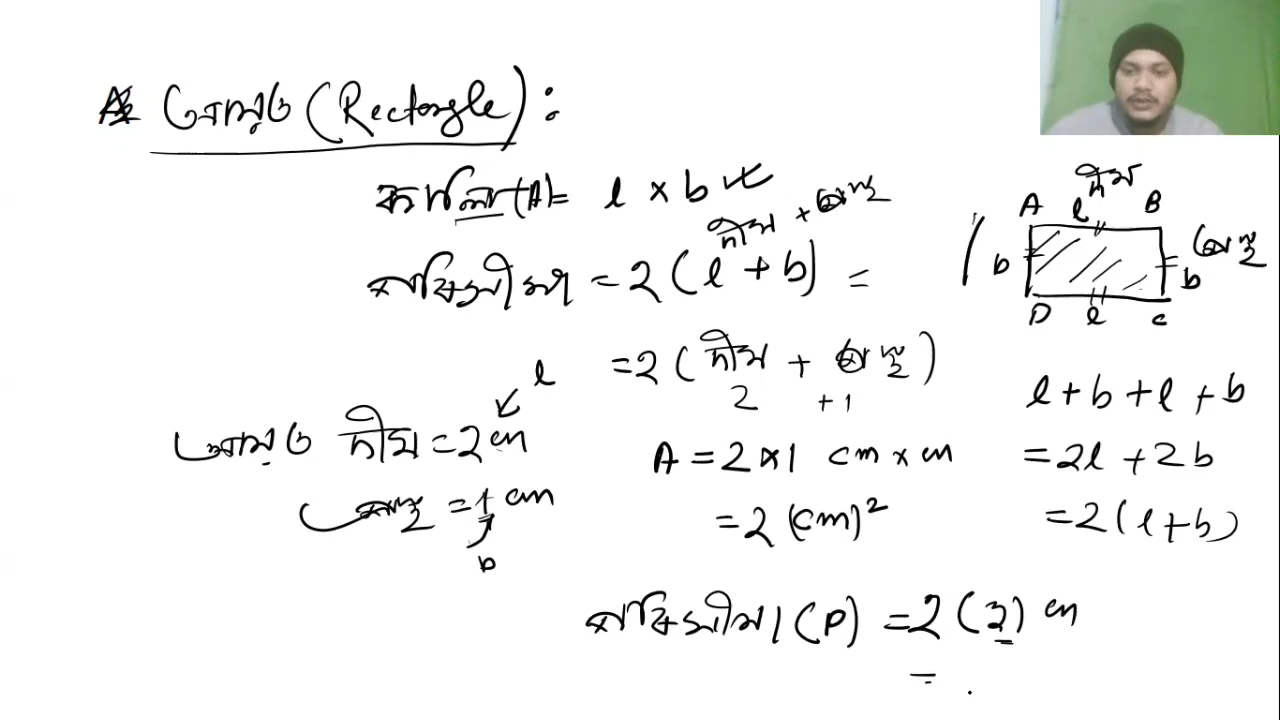 আয়ত (Rectangle) :
ক্ষেত্রফল (A) = l × b
দৈর্ঘ্য + প্রস্থ
পরিসীমা = 2 ( l + b ) =
= 2 ( দৈর্ঘ্য + প্রস্থ )
2 + 1
l
আয়ত দৈর্ঘ্য = 2 cm
প্রস্থ = 1 cm
b
A = 2 × 1 cm × cm
= 2 (cm)²
পরিসীমা (P) = 2 (3) cm
=
দৈর্ঘ্য
A l B
b b প্রস্থ
D l C
l + b + l + b
= 2l + 2b
= 2 ( l + b )